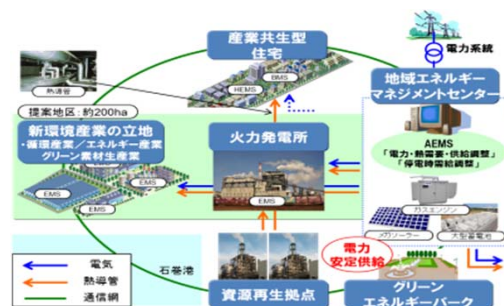 産業共生型
住宅
電力系統
熱導管
BMS
HEMS
地域エネルギー
マネジメントセンター
提案地区:約200ha
新環境産業の立地
・循環産業/エネルギー産業
グリーン素材生産業
火力発電所
AEMS
「電力・熱需要・供給調整」
「停電時需給調整」
EMS
EMS
EMS
EMS
ガスエンジン
メガソーラー
大型蓄電池
EMS
電力
安定供給
電気
熱導管
通信網
石巻港
資源再生拠点
グリーン
エネルギーパーク